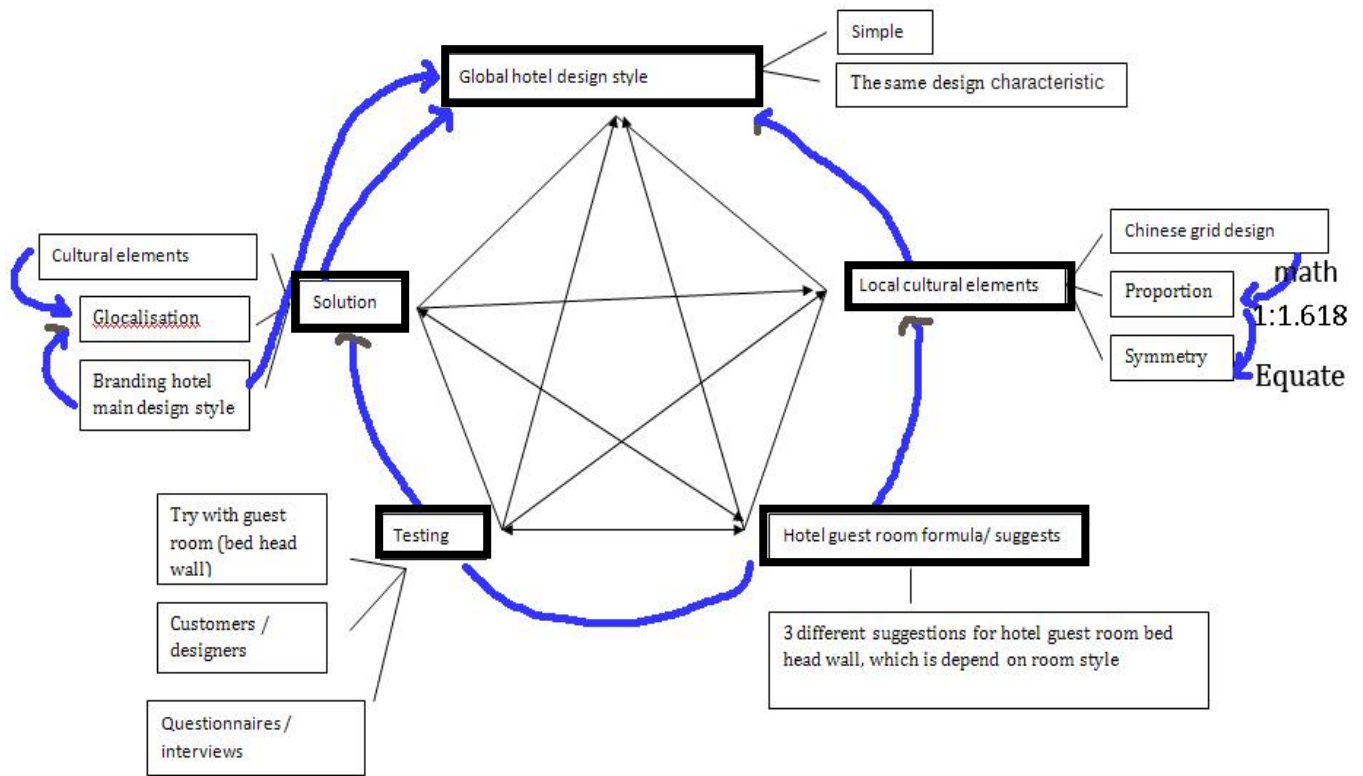 Simple
Global hotel design style
The same design characteristic
Chinese grid design
Cultural elements
math
Local cultural elements
Proportion
Solution
Glocalisation
1:1.618
Symmetry
Branding hotel
main design style
Equate
Try with guest
room (bed head
wall)
Testing
Hotel guest room formula/ suggests
Customers /
designers
3 different suggestions for hotel guest room bed
head wall, which is depend on room style
Questionnaires /
interviews